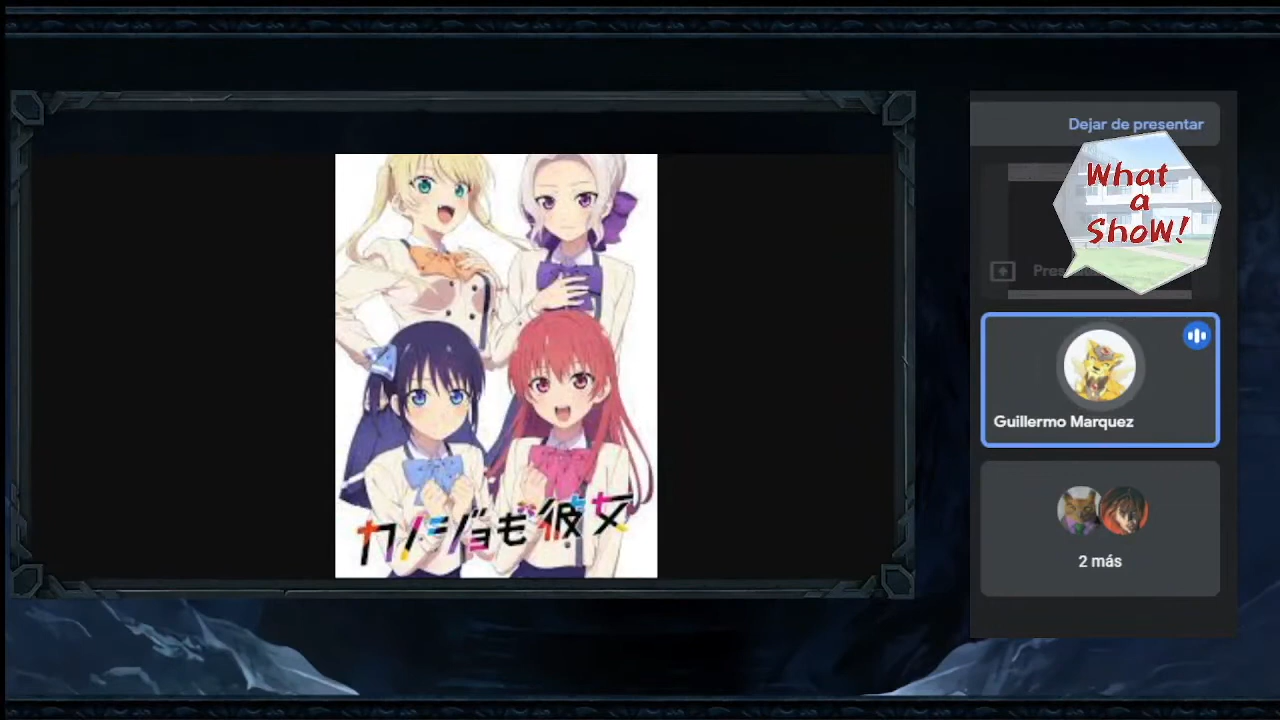 カノジョも彼女
Dejar de presentar
What
a
ShoW!
Guillermo Marquez
2 más